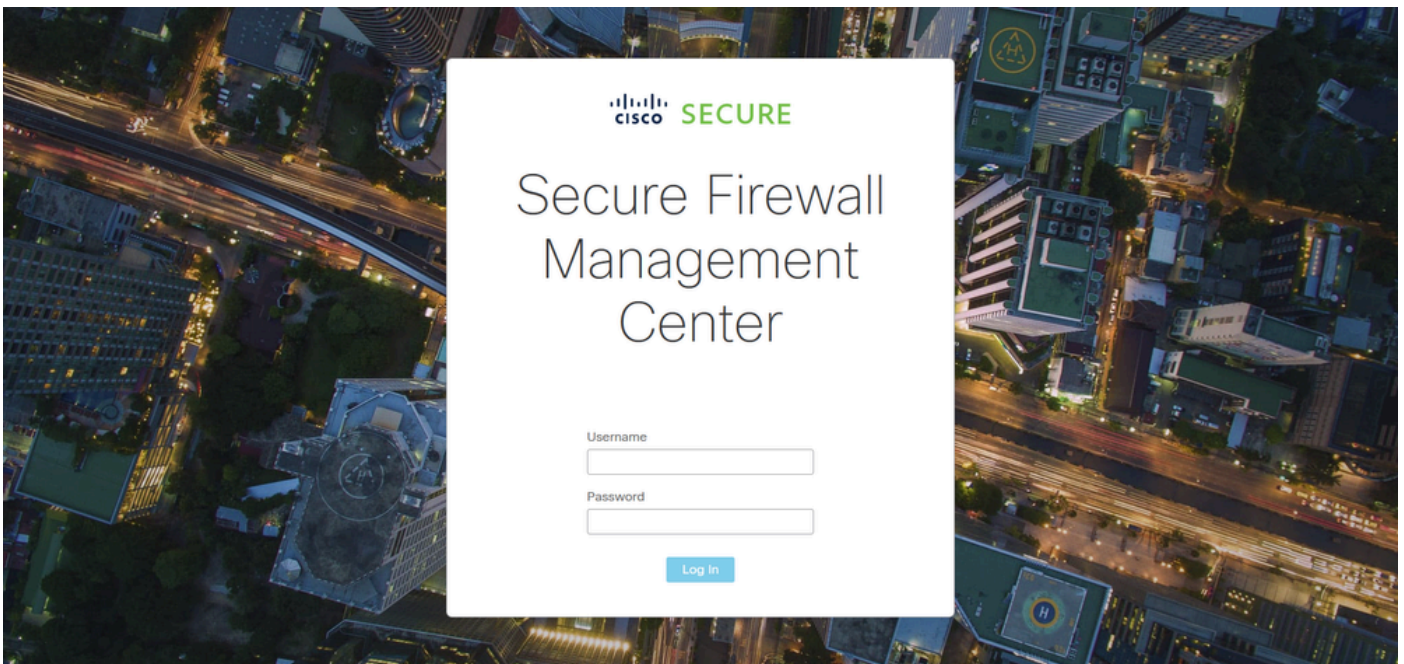 cisco SECURE
Secure Firewall
Management
Center
Username
Password
Log In
H